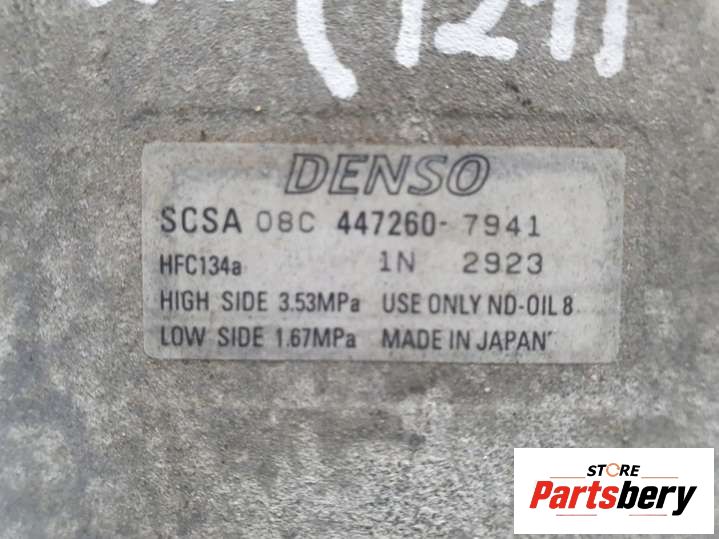 (121)
DENSO
SCSA 08C 447260- 7941
HFC134a 1N 2923
HIGH SIDE 3.53MPa USE ONLY ND-OIL 8
LOW SIDE 1.67MPa MADE IN JAPAN
STORE
Partsbery